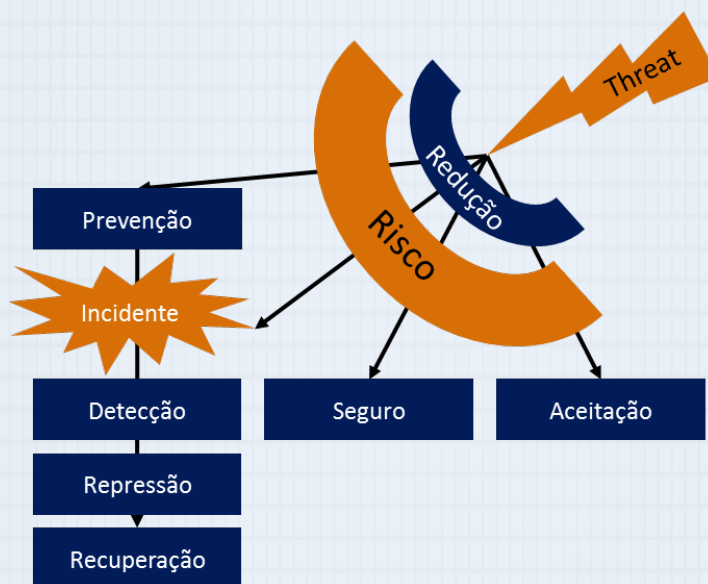 Threat
Redução
Risco
Prevenção
Incidente
Detecção
Seguro
Aceitação
Repressão
Recuperação